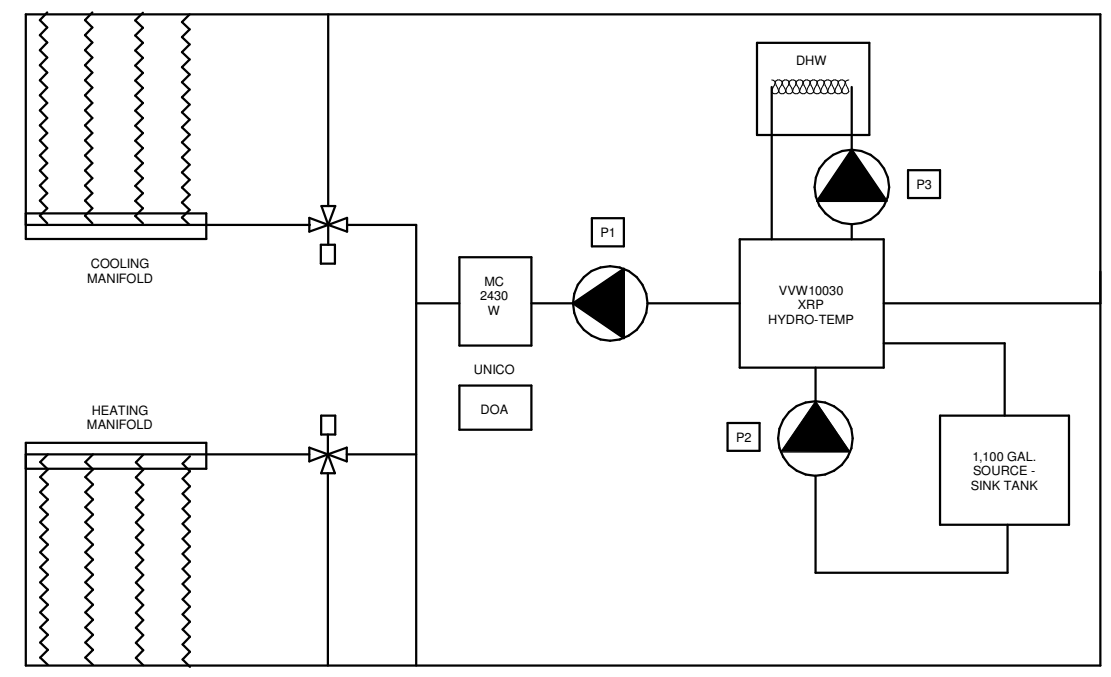 DHW
P3
P1
COOLING
MANIFOLD
MC
2430
W
VVW10030
XRP
HYDRO-TEMP
UNICO
DOA
HEATING
MANIFOLD
P2
1,100 GAL.
SOURCE -
SINK TANK